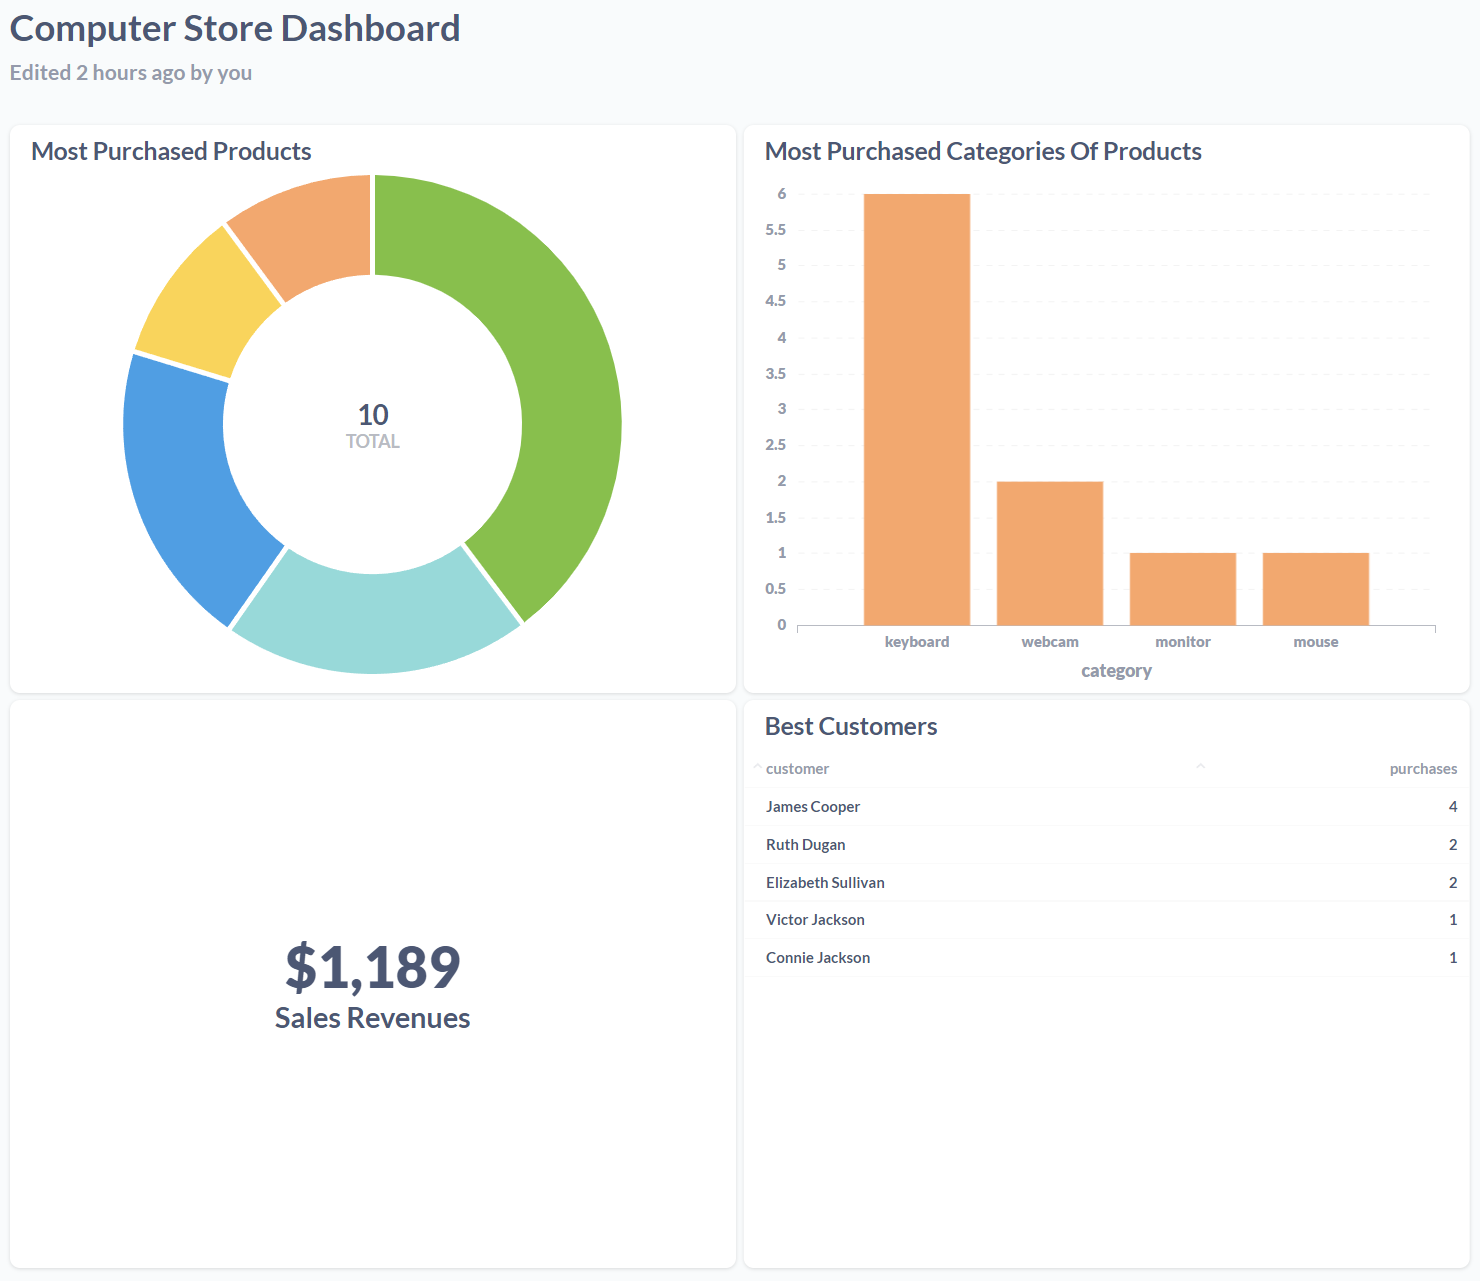 Computer Store Dashboard
Edited 2 hours ago by you
Most Purchased Products
10
TOTAL
Most Purchased Categories Of Products
6
5.5
5
4.5
4
3.5
3
2.5
2
1.5
1
0.5
0
keyboard webcam monitor mouse
category
$1,189
Sales Revenues
Best Customers
customer purchases
James Cooper 4
Ruth Dugan 2
Elizabeth Sullivan 2
Victor Jackson 1
Connie Jackson 1